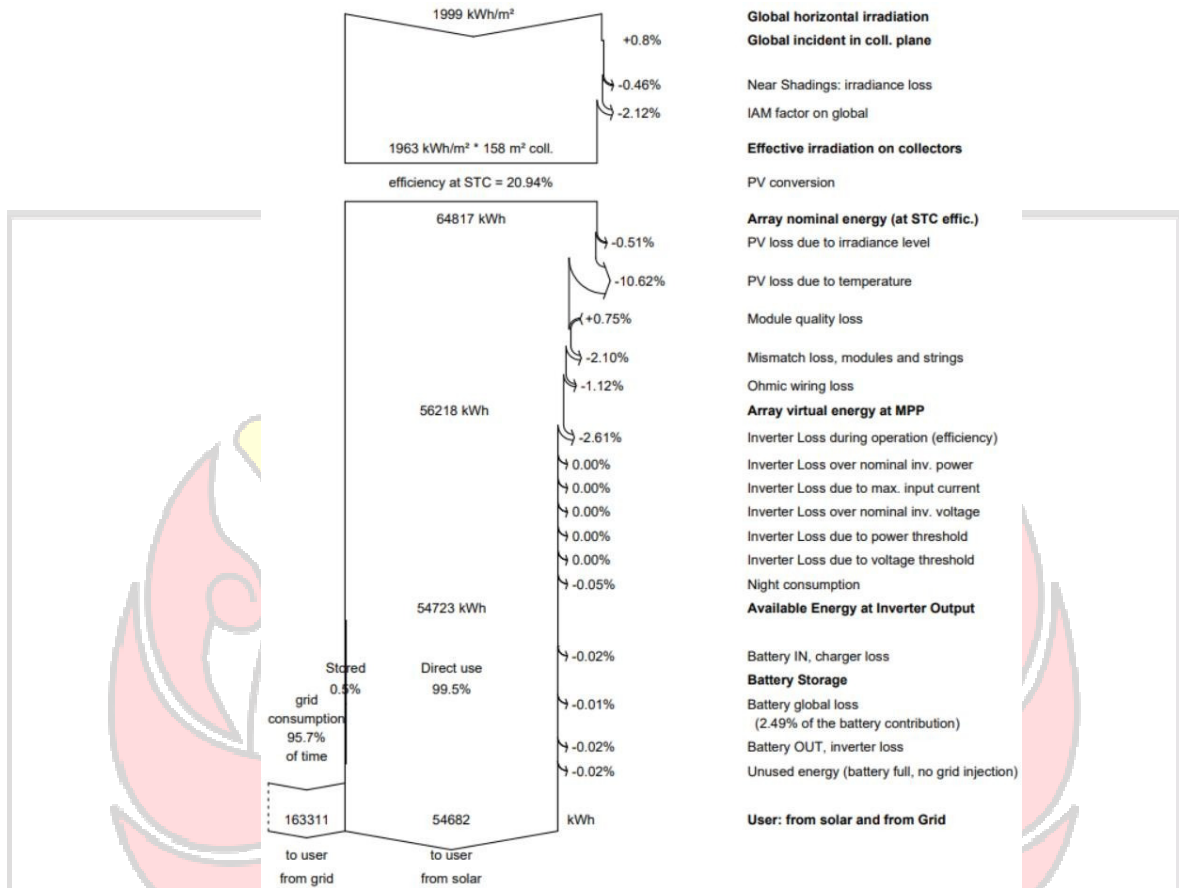 1999 kWh/m² Global horizontal irradiation
+0.8% Global incident in coll. plane
-0.46% Near Shadings: irradiance loss
-2.12% IAM factor on global
1963 kWh/m² * 158 m² coll. Effective irradiation on collectors
efficiency at STC = 20.94% PV conversion
64817 kWh Array nominal energy (at STC effic.)
-0.51% PV loss due to irradiance level
-10.62% PV loss due to temperature
+0.75% Module quality loss
-2.10% Mismatch loss, modules and strings
-1.12% Ohmic wiring loss
56218 kWh Array virtual energy at MPP
-2.61% Inverter Loss during operation (efficiency)
0.00% Inverter Loss over nominal inv. power
0.00% Inverter Loss due to max. input current
0.00% Inverter Loss over nominal inv. voltage
0.00% Inverter Loss due to power threshold
0.00% Inverter Loss due to voltage threshold
-0.05% Night consumption
54723 kWh Available Energy at Inverter Output
-0.02% Battery IN, charger loss
Stored Direct use Battery Storage
0.5% 99.5%
grid -0.01% Battery global loss
consumption (2.49% of the battery contribution)
95.7%
of time -0.02% Battery OUT, inverter loss
-0.02% Unused energy (battery full, no grid injection)
163311 54682 kWh User: from solar and from Grid
to user to user
from grid from solar